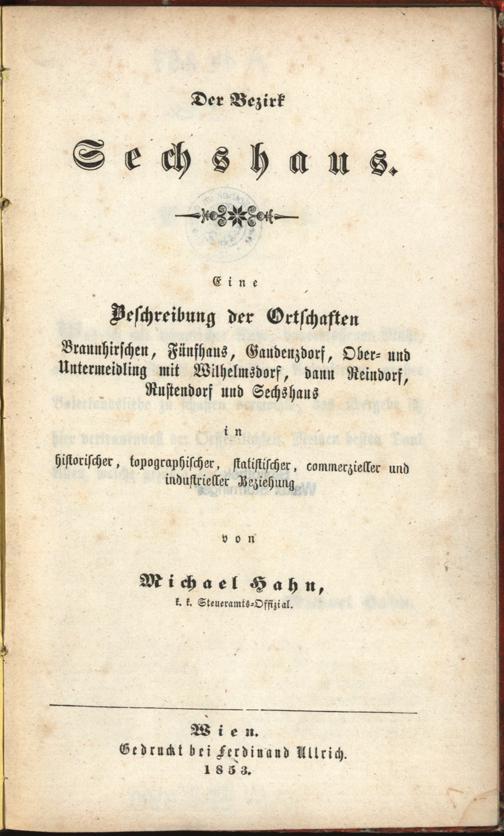 Der Bezirk
Sechshaus.
Eine
Beschreibung der Ortschaften
Braunhirschen, Fünfhaus, Gaudenzdorf, Ober- und
Untermeidling mit Wilhelmsdorf, dann Reindorf,
Rustendorf und Sechshaus
in
historischer, topographischer, statistischer, commerzieller und
industrieller Beziehung
von
Michael Hahn,
k. k. Steueramts-Offizial.
Wien.
Gedruckt bei Ferdinand Ullrich.
1853.